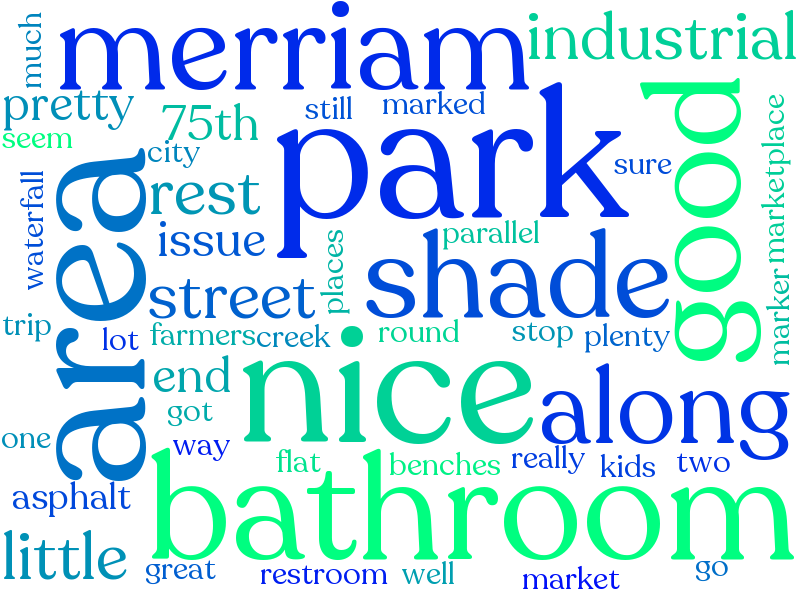 much
merriam
industrial
pretty
75th
still
marked
seem
city
park
good
marketplace
sure
waterfall
area
rest
issue
places
parallel
shade
street
trip
lot
farmers
creek
round
stop
plenty
marker
end
nice
along
got
one
way
flat
benches
really
kids
two
asphalt
bathroom
little
great
restroom
well
market
go